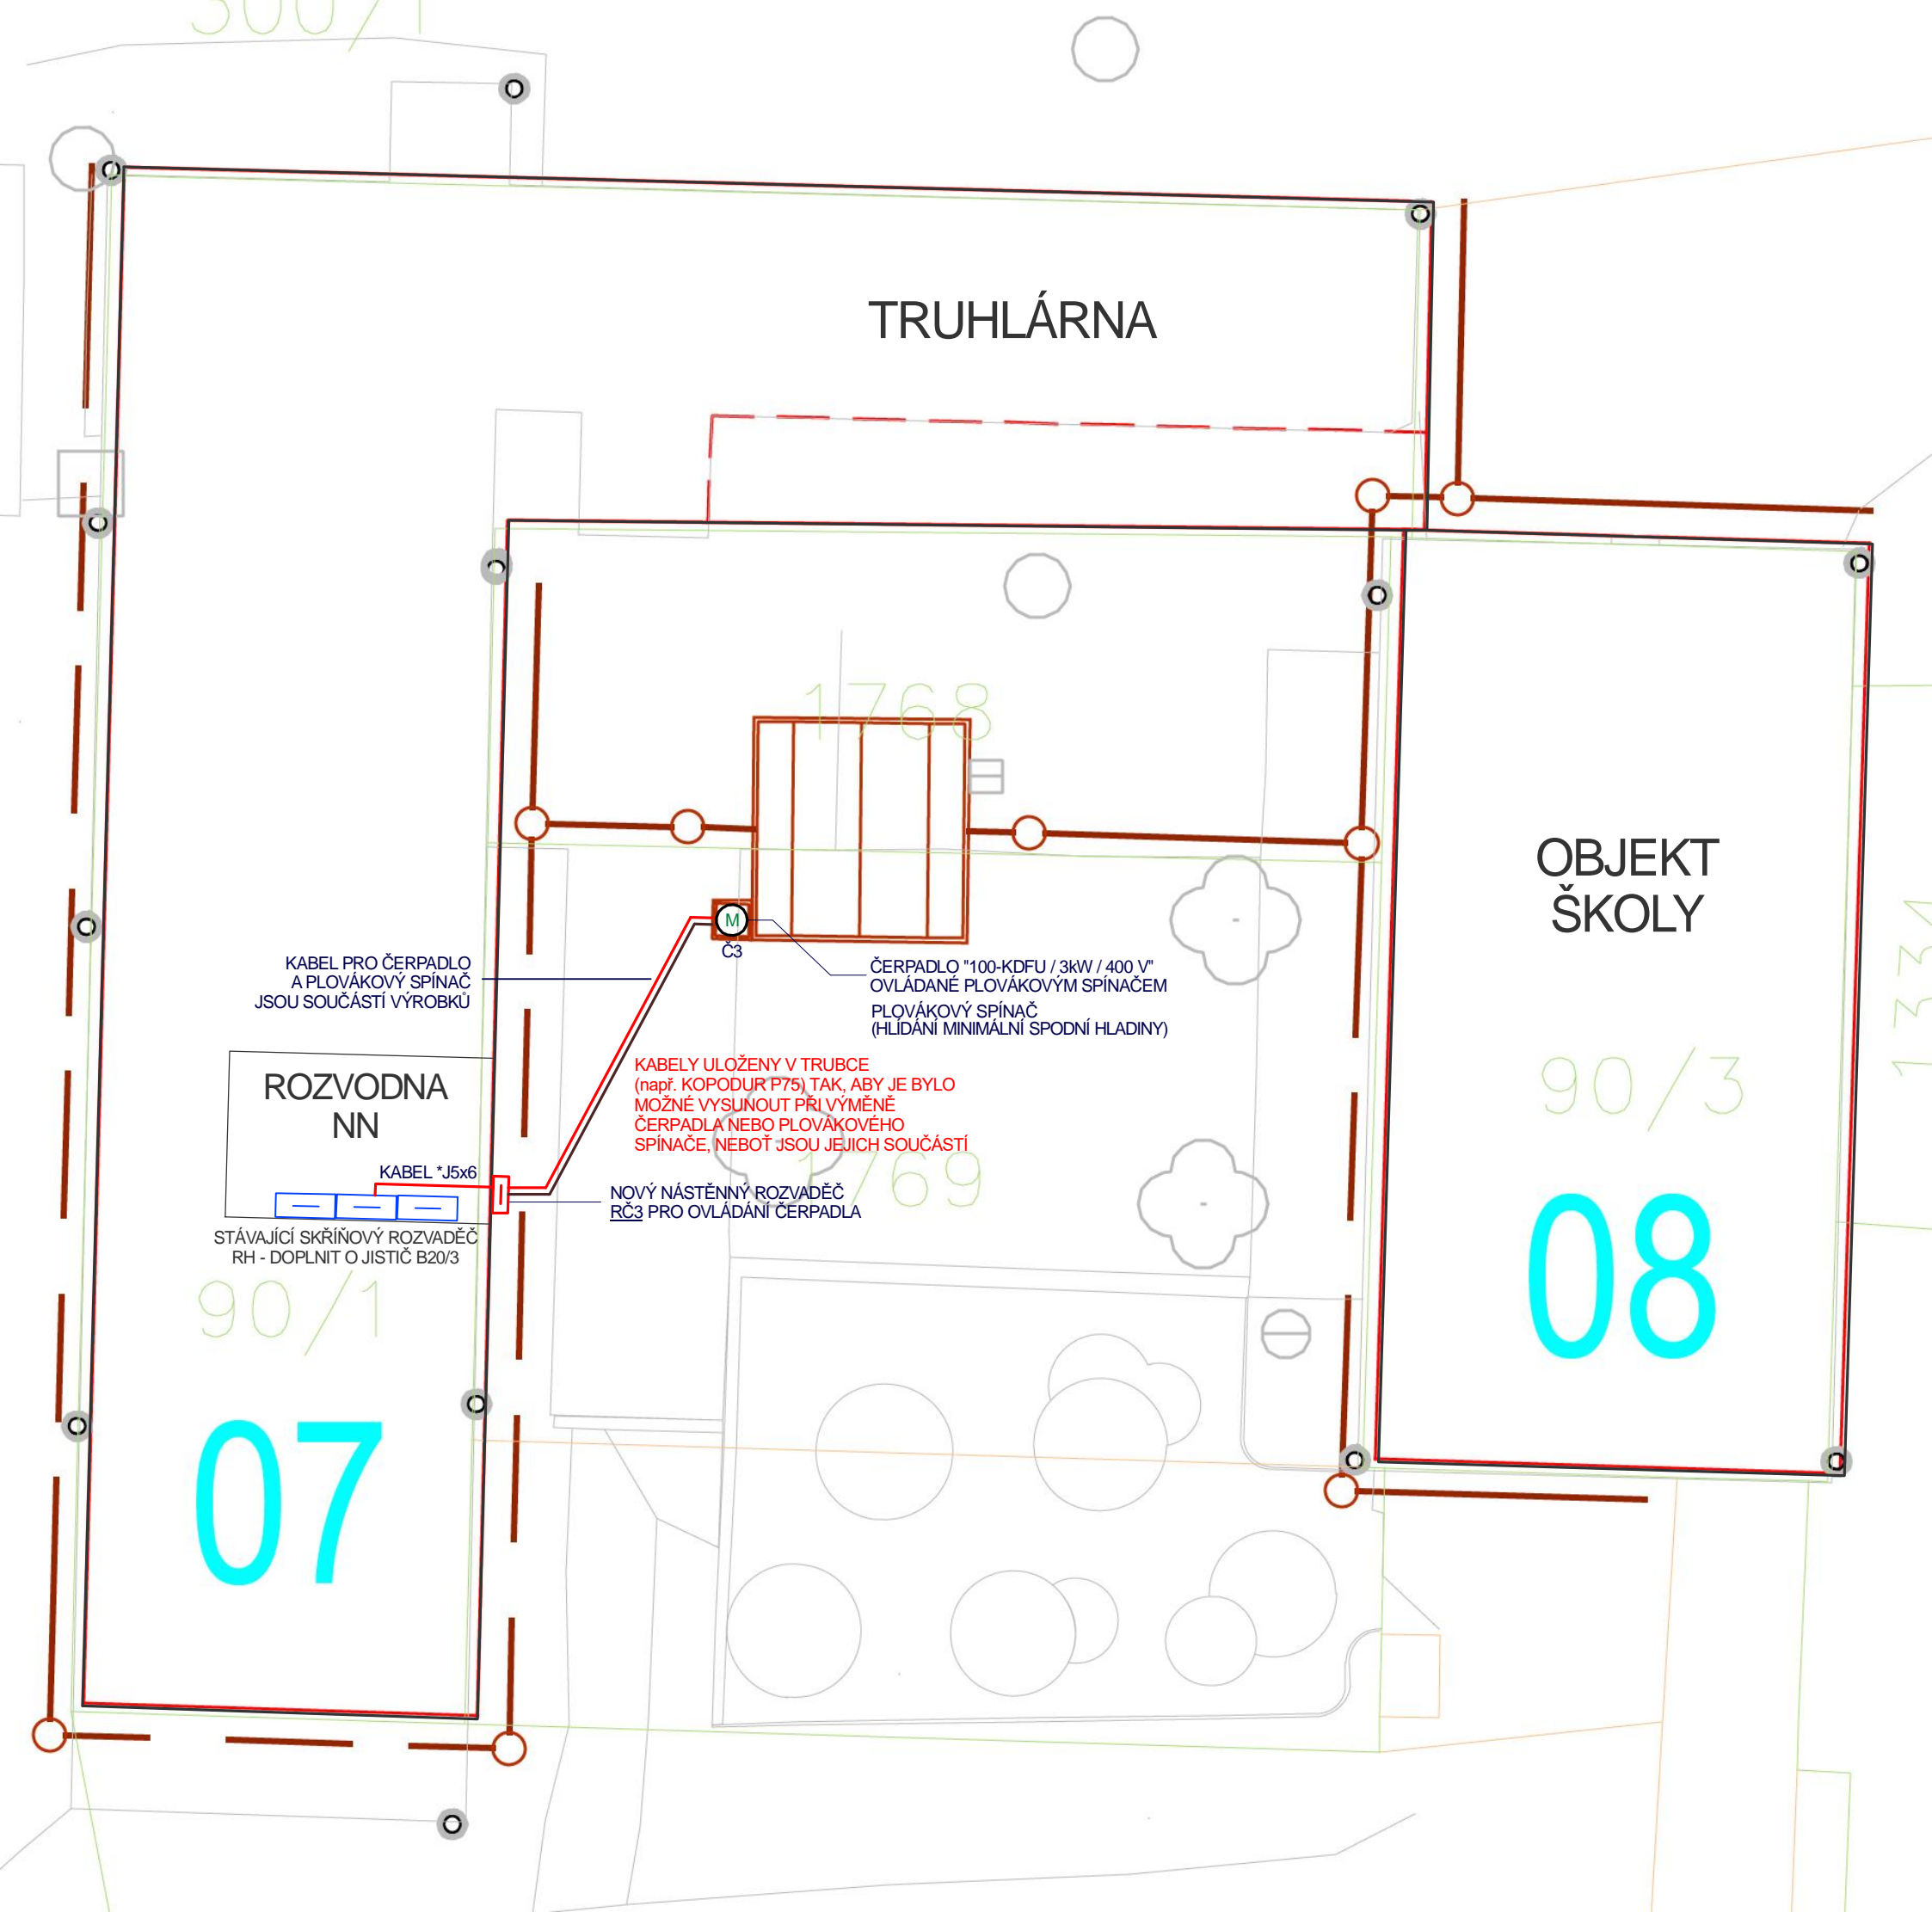 TRUHLÁRNA
1768
OBJEKT
ŠKOLY
M
Č3
KABEL PRO ČERPADLO
A PLOVÁKOVÝ SPÍNAČ
JSOU SOUČÁSTÍ VÝROBKŮ
ČERPADLO "100-KDFU / 3kW / 400 V"
OVLÁDANÉ PLOVÁKOVÝM SPÍNAČEM
PLOVÁKOVÝ SPÍNAČ
(HLÍDÁNÍ MINIMÁLNÍ SPODNÍ HLADINY)
KABELY ULOŽENY V TRUBCE
(např. KOPODUR P75) TAK, ABY JE BYLO
MOŽNÉ VYSUNOUT PŘI VÝMĚNĚ
ČERPADLA NEBO PLOVÁKOVÉHO
SPÍNAČE, NEBOŤ JSOU JEJICH SOUČÁSTÍ
ROZVODNA
NN
90/3
KABEL *J5x6
1769
NOVÝ NÁSTĚNNÝ ROZVADĚČ
RČ3 PRO OVLÁDÁNÍ ČERPADLA
STÁVAJÍCÍ SKŘÍŇOVÝ ROZVADĚČ
RH - DOPLNIT O JISTIČ B20/3
90/1
08
07